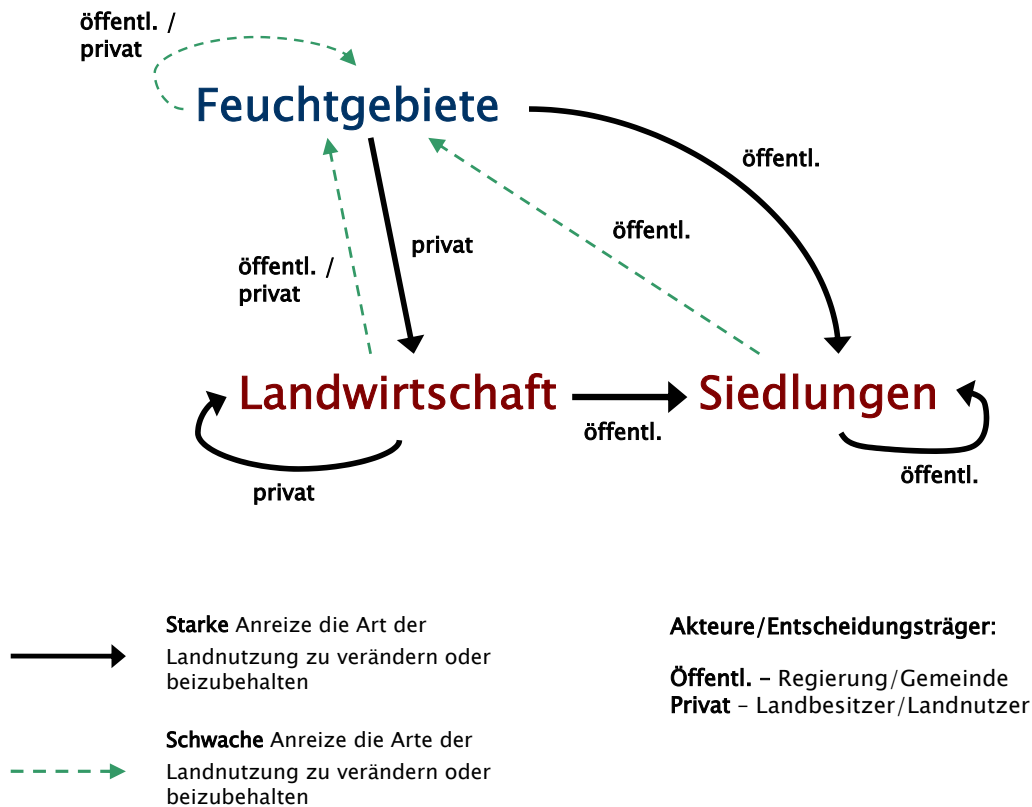 öffentl. /
privat
Feuchtgebiete
öffentl.
öffentl.
privat
öffentl. /
privat
Landwirtschaft
Siedlungen
öffentl.
öffentl.
privat
Starke Anreize die Art der
Landnutzung zu verändern oder
beizubehalten
Akteure/Entscheidungsträger:
Öffentl. – Regierung/Gemeinde
Privat – Landbesitzer/Landnutzer
Schwache Anreize die Arte der
Landnutzung zu verändern oder
beizubehalten